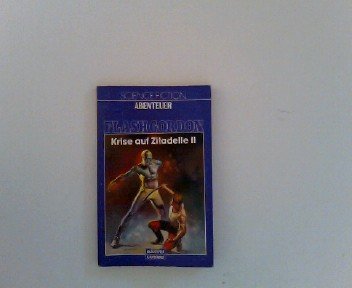 SCIENCE FICTION
ABENTEUER
FLASH GORDON
Krise auf Zitadelle II